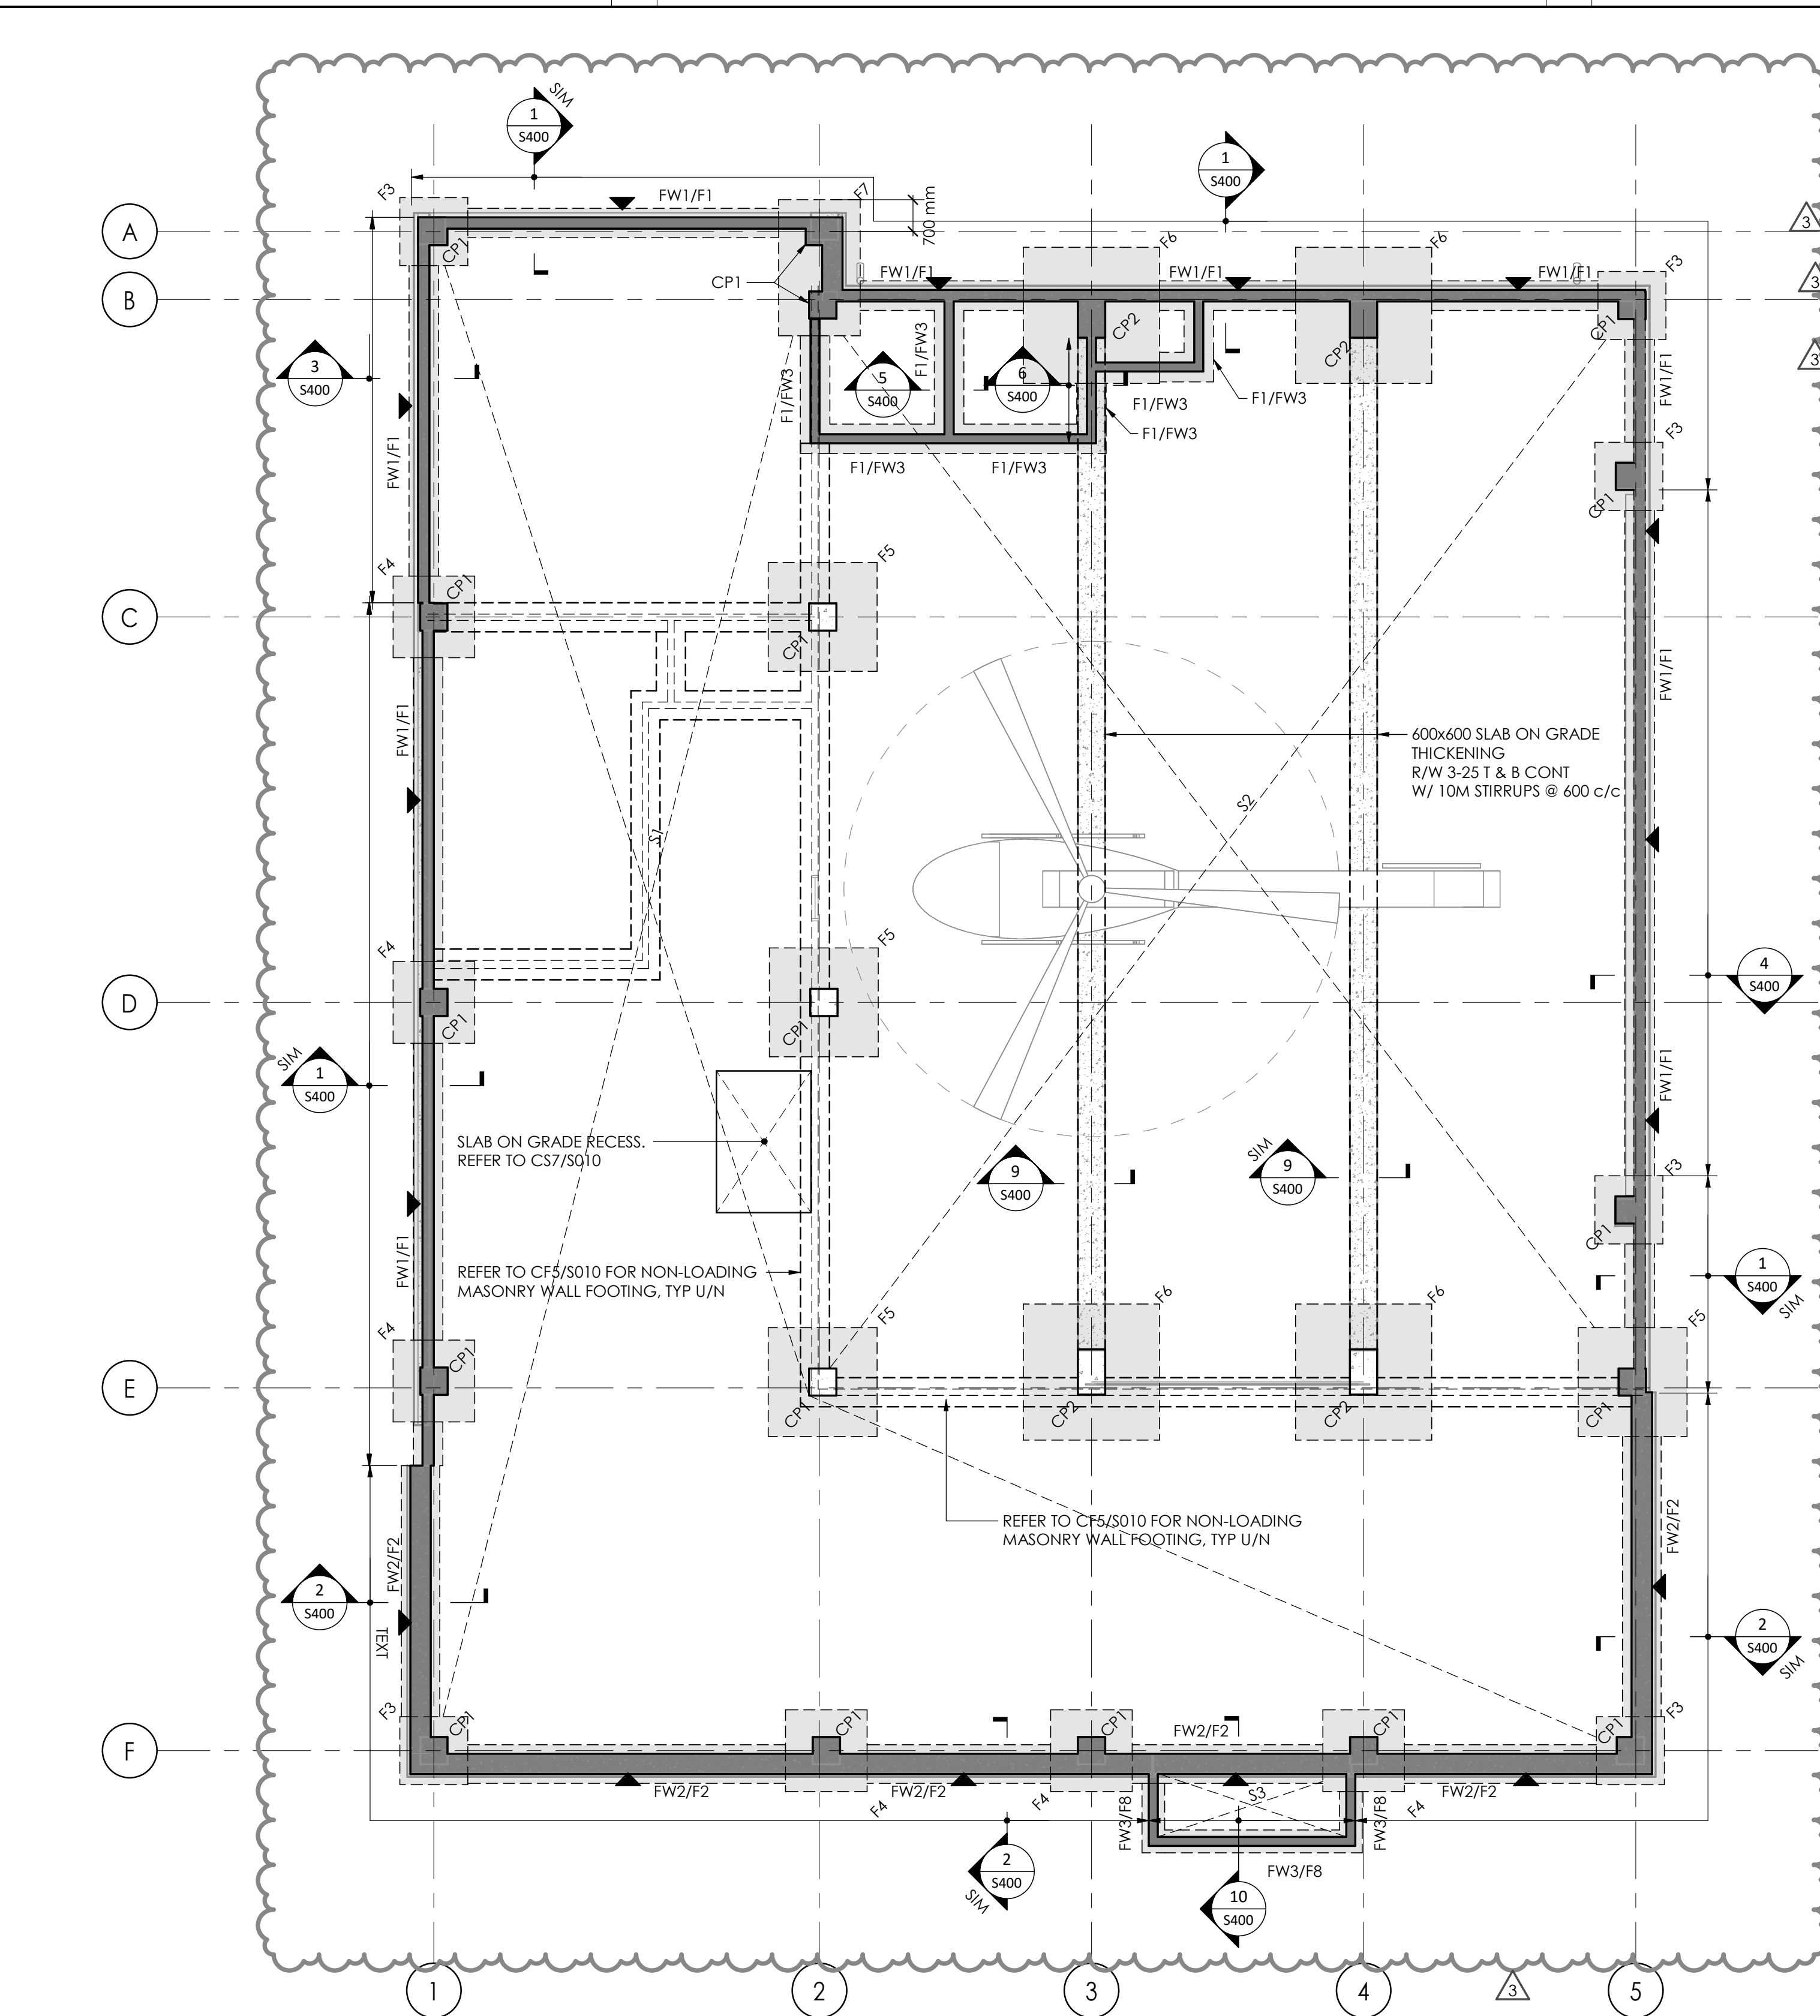 1
S400
SIM
1
S400
F3
FW1/F1
F7
700 mm
A
3
CP1
F6
F6
CP1
FW1/F1
FW1/F1
FW1/F1
F3
B
3
CP2
CP2
CP1
3
S400
F1/FW3
5
S400
F1/FW3
6
S400
F1/FW3
F1/FW3
F1/FW3
FW1/F1
3
FW1/F1
F1/FW3
F1/FW3
F3
CP1
F4
CP1
F5
C
CP1
FW1/F1
FW1/F1
600x600 SLAB ON GRADE
THICKENING
R/W 3-25 T & B CONT
W/ 10M STIRRUPS @ 600 c/c
S1
S2
F4
F5
4
S400
D
CP1
CP1
SIM
1
S400
FW1/F1
SLAB ON GRADE RECESS.
REFER TO CS7/S010
9
S400
SIM
9
S400
F3
CP1
FW1/F1
REFER TO CF5/S010 FOR NON-LOADING
MASONRY WALL FOOTING, TYP U/N
1
S400
SIM
F4
CP1
F5
F6
F6
F5
E
CP1
CP2
CP2
CP1
REFER TO CF5/S010 FOR NON-LOADING
MASONRY WALL FOOTING, TYP U/N
FW2/F2
FW2/F2
2
S400
TEXT
2
S400
SIM
F3
CP1
CP1
CP1
FW2/F2
CP1
CP1
F3
F
FW2/F2
F4
FW2/F2
F4
FW3/F8
S3
FW3/F8
F4
FW2/F2
2
S400
SIM
FW3/F8
10
S400
1
2
3
4
3
5